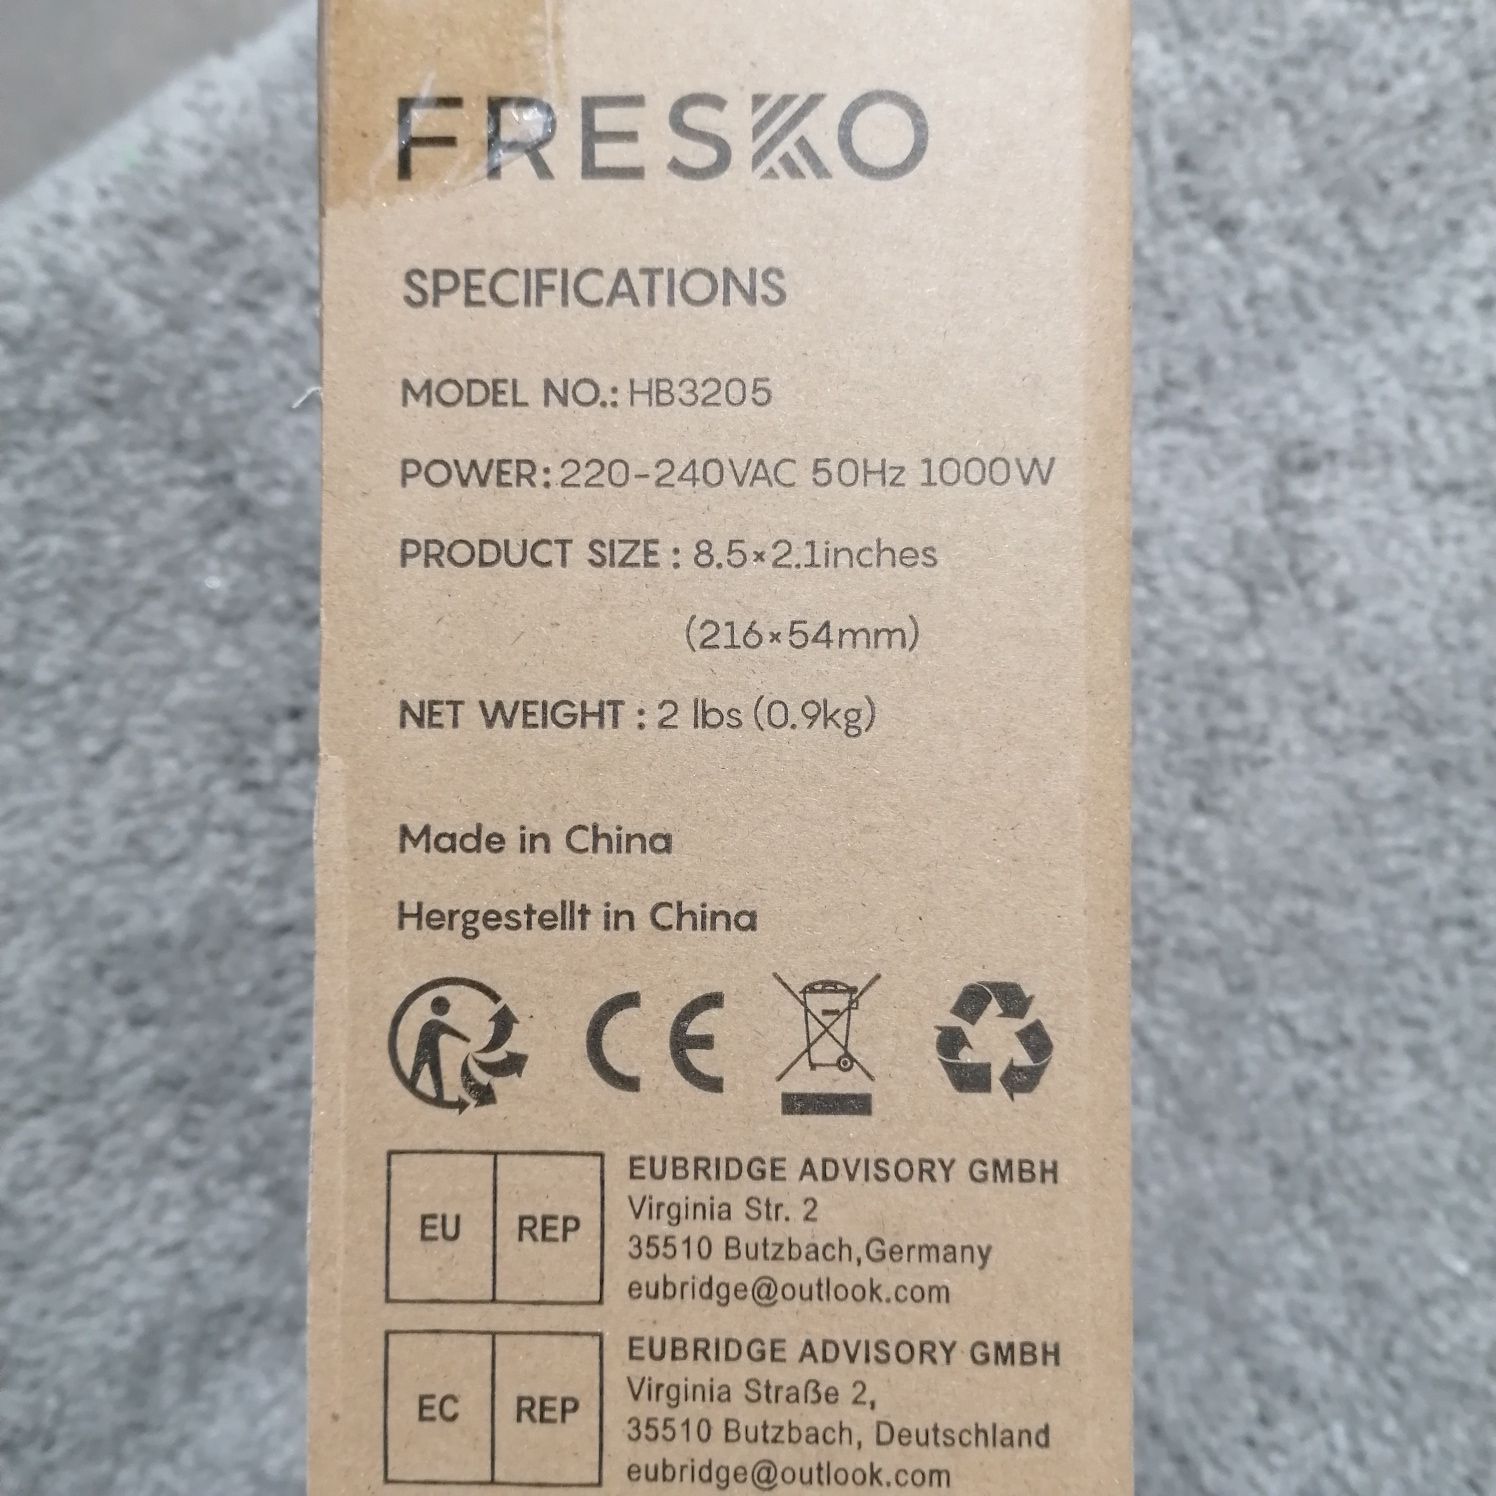 FRESKO
SPECIFICATIONS
MODEL NO.: HB3205
POWER: 220-240VAC 50Hz 1000W
PRODUCT SIZE : 8.5×2.1inches
(216×54mm)
NET WEIGHT : 2 lbs (0.9kg)
Made in China
Hergestellt in China
CE
EU REP
EUBRIDGE ADVISORY GMBH
Virginia Str. 2
35510 Butzbach,Germany
eubridge@outlook.com
EC REP
EUBRIDGE ADVISORY GMBH
Virginia Straße 2,
35510 Butzbach, Deutschland
eubridge@outlook.com